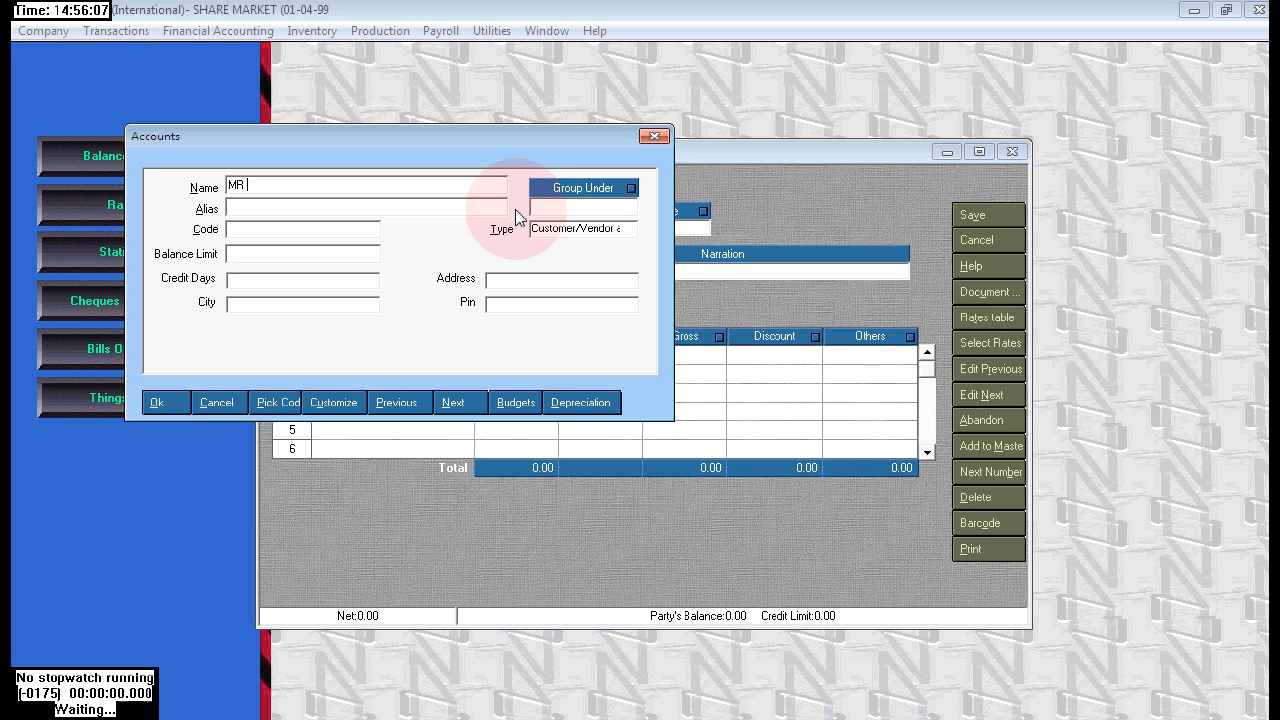 Time: 14:56:07 (International)- SHARE MARKET (01-04-99
Company Transactions Financial Accounting Inventory Production Payroll Utilities Window Help
Accounts
Name MR Group Under
Alias
Code Type Customer/Vendor a
Balance Limit
Credit Days Address
City Pin
Ok Cancel Pick Cod Customize Previous Next Budgets Depreciation
Balanc
Ra
Stati
Cheques
Bills O
Things
e
Narration
Gross Discount Others
5
6
Total 0.00 0.00 0.00 0.00
Net:0.00 Party's Balance:0.00 Credit Limit:0.00
Save
Cancel
Help
Document ...
Rates table
Select Rates
Edit Previous
Edit Next
Abandon
Add to Maste
Next Number
Delete
Barcode
Print
No stopwatch running
[-0175] 00:00:00.000
Waiting...